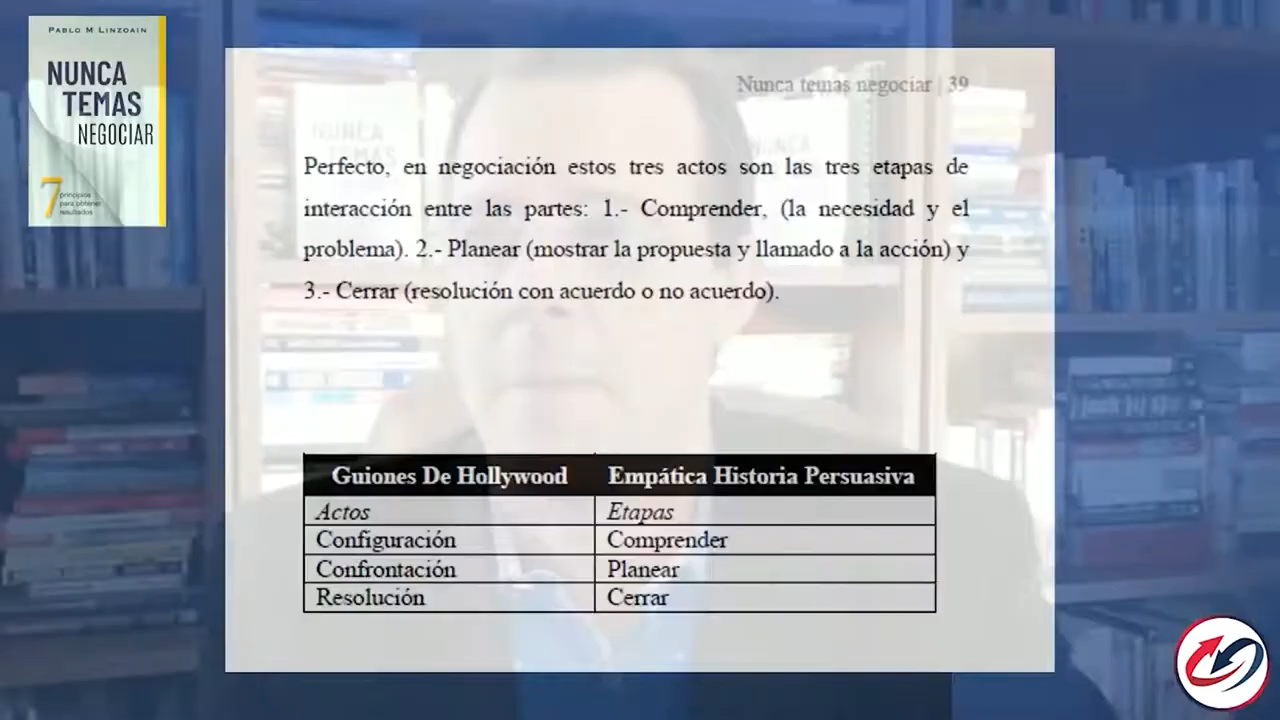 PABLO M LINZOAIN
NUNCA
TEMAS
NEGOCIAR
7 principios
para obtener
resultados
Nunca temas negociar | 39
Perfecto, en negociación estos tres actos son las tres etapas de
interacción entre las partes: 1.- Comprender, (la necesidad y el
problema). 2.- Planear (mostrar la propuesta y llamado a la acción) y
3.- Cerrar (resolución con acuerdo o no acuerdo).
Guiones De Hollywood Empática Historia Persuasiva
Actos Etapas
Configuración Comprender
Confrontación Planear
Resolución Cerrar